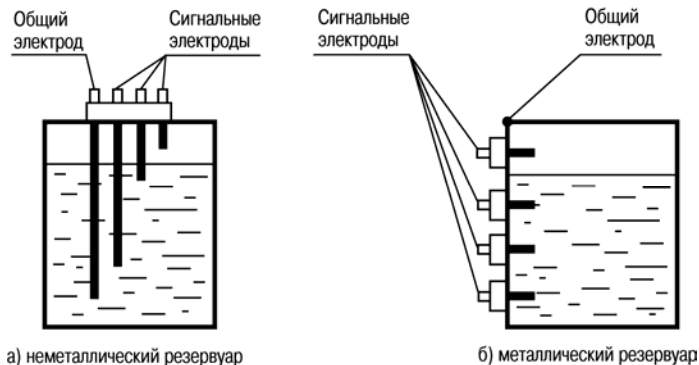 Общий
электрод
Сигнальные
электроды
Сигнальные
электроды
Общий
электрод
а) неметаллический резервуар
б) металлический резервуар